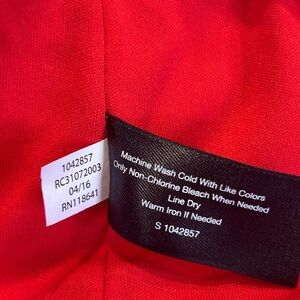 1042857
RC31072003
04/16
RN118641
Machine Wash Cold With Like Colors
Only Non-Chlorine Bleach When Needed
Line Dry
Warm Iron If Needed
S 1042857